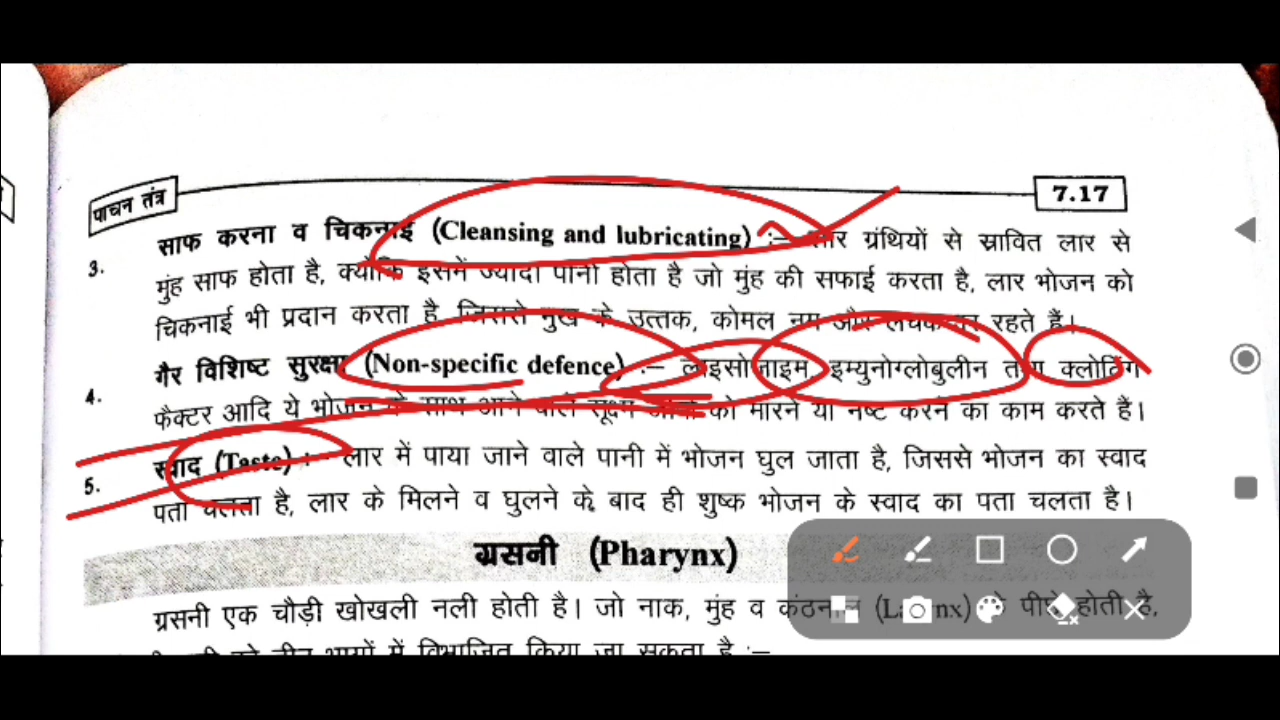 पाचन तंत्र
7.17
3. साफ करना व चिकनाई (Cleansing and lubricating) :– लार ग्रंथियों से स्रावित लार से
मुंह साफ होता है, क्योंकि इसमें ज्यादा पानी होता है जो मुंह की सफाई करता है, लार भोजन को
चिकनाई भी प्रदान करता है, जिससे मुख के उत्तक, कोमल नम और लचकदार रहते हैं।
4. गैर विशिष्ट सुरक्षा (Non-specific defence) :– लाइसोजाइम इम्युनोग्लोबुलीन तथा क्लोटिंग
फैक्टर आदि ये भोजन के साथ आने वाले सूक्ष्म जीवों को मारने या नष्ट करने का काम करते हैं।
5. स्वाद (Taste) :– लार में पाया जाने वाले पानी में भोजन घुल जाता है, जिससे भोजन का स्वाद
पता चलता है, लार के मिलने व घुलने के बाद ही शुष्क भोजन के स्वाद का पता चलता है।
ग्रसनी (Pharynx)
ग्रसनी एक चौड़ी खोखली नली होती है। जो नाक, मुंह व कंठनाल (Larynx) के पीछे होती है,
को तीन भागों में विभाजित किया जा सकता है :–